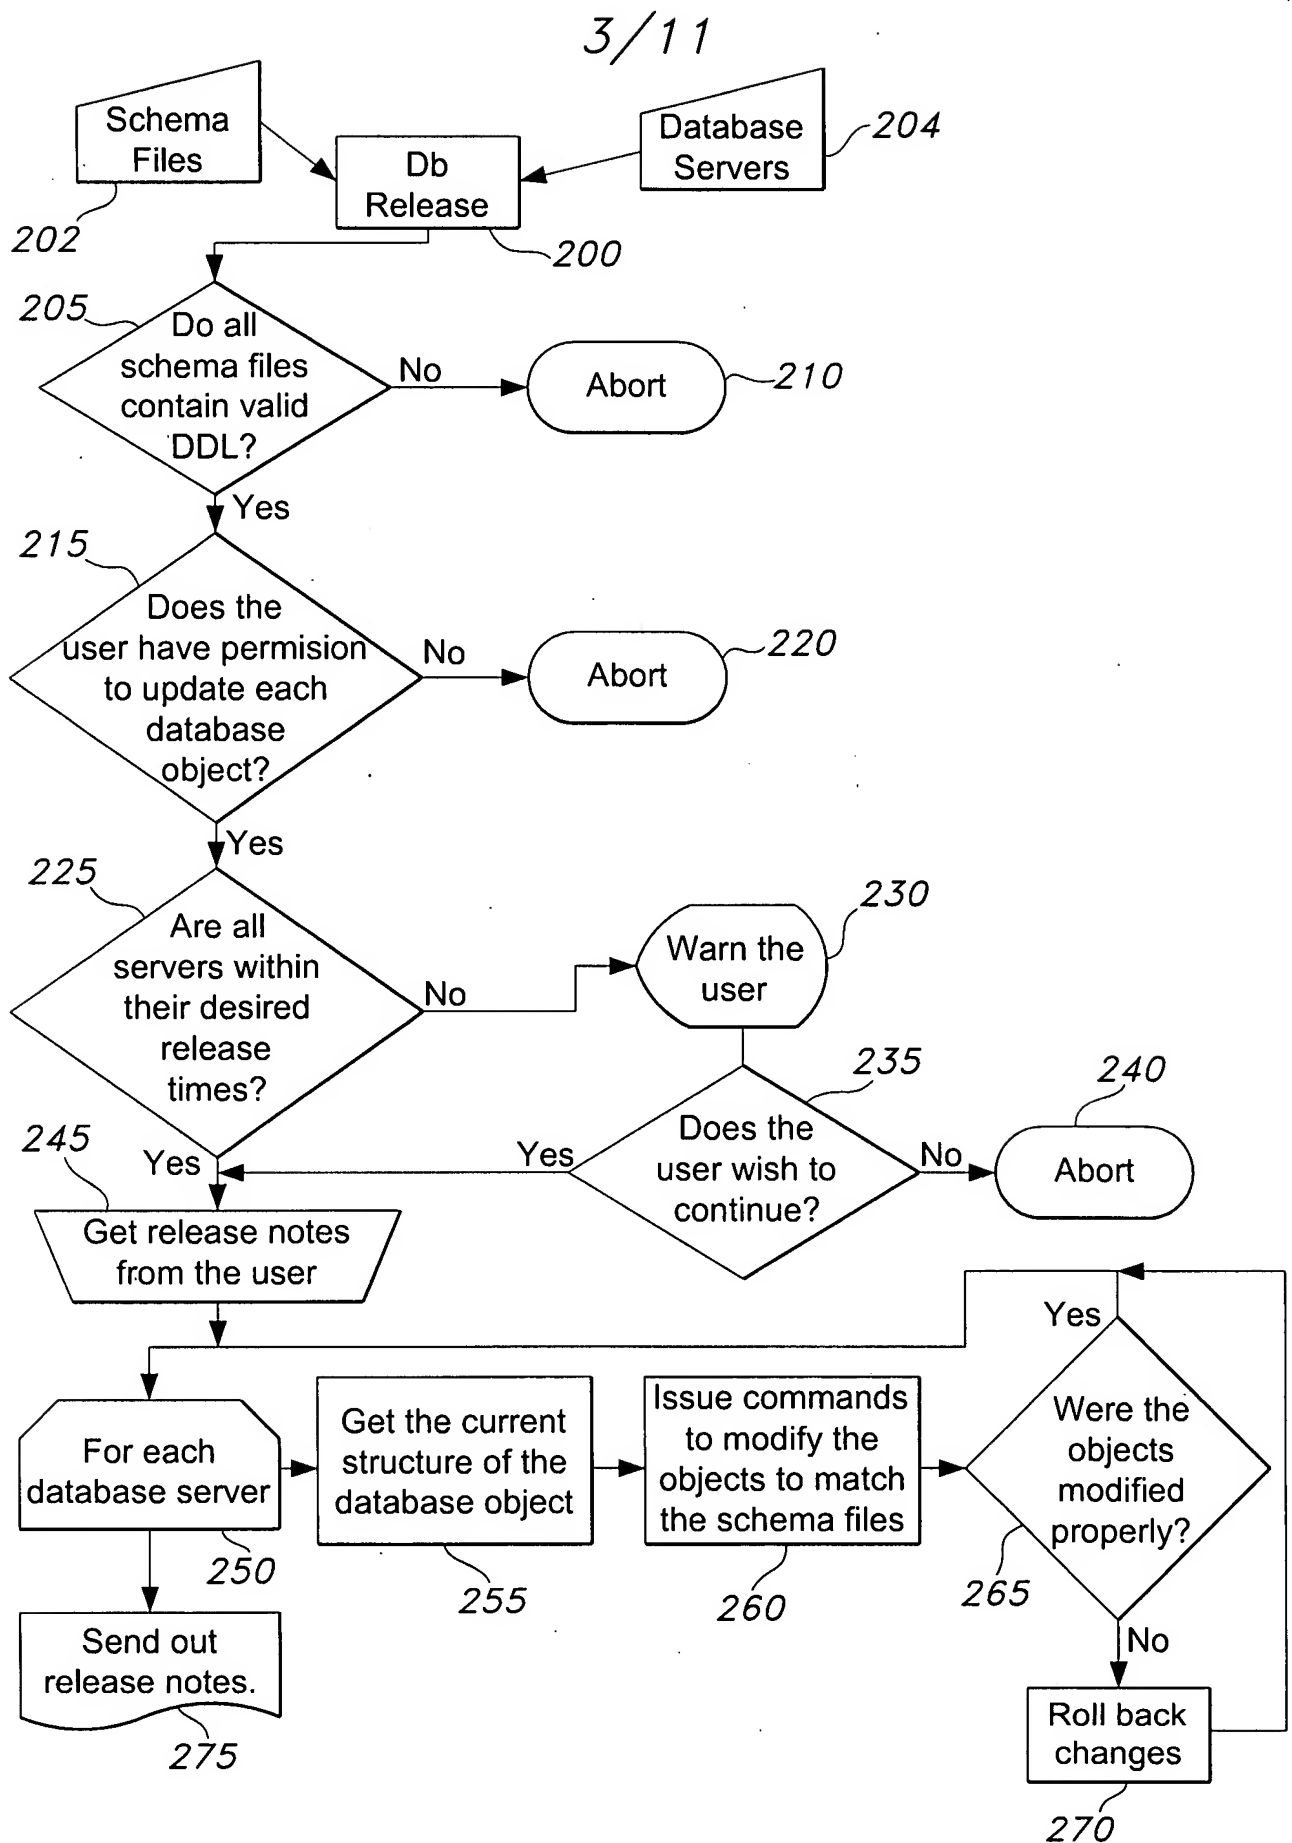 3/11
Schema
Files
202
Db
Release
200
Database
Servers
204
205
Do all
schema files
contain valid
DDL?
No
Abort
210
Yes
215
Does the
user have permision
to update each
database
object?
No
Abort
220
Yes
225
Are all
servers within
their desired
release
times?
No
Warn the
user
230
235
Does the
user wish to
continue?
Yes
No
240
Abort
Yes
245
Get release notes
from the user
For each
database server
250
Get the current
structure of the
database object
255
Issue commands
to modify the
objects to match
the schema files
260
Yes
Were the
objects
modified
properly?
265
No
Roll back
changes
270
Send out
release notes.
275